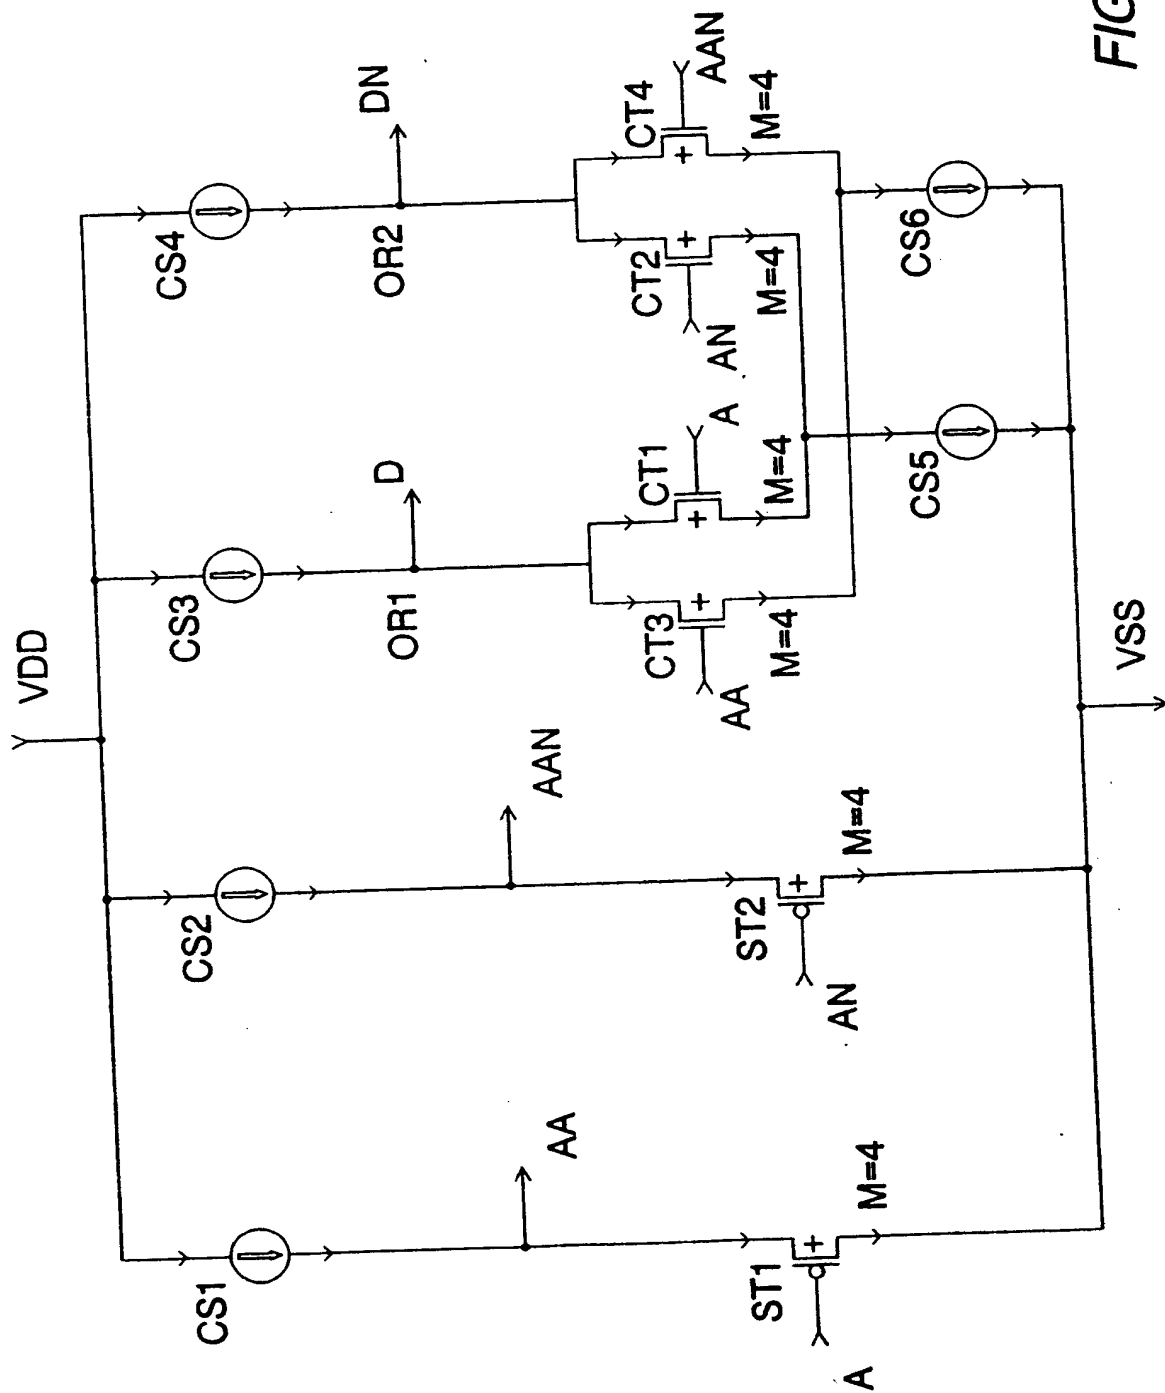 VDD
CS1
CS2
CS3
CS4
AA
AAN
D
DN
OR1
OR2
A
ST1
M=4
AN
ST2
M=4
AA
CT3
M=4
CT1
A
M=4
AN
CT2
M=4
CT4
AAN
M=4
CS5
CS6
VSS
FIG